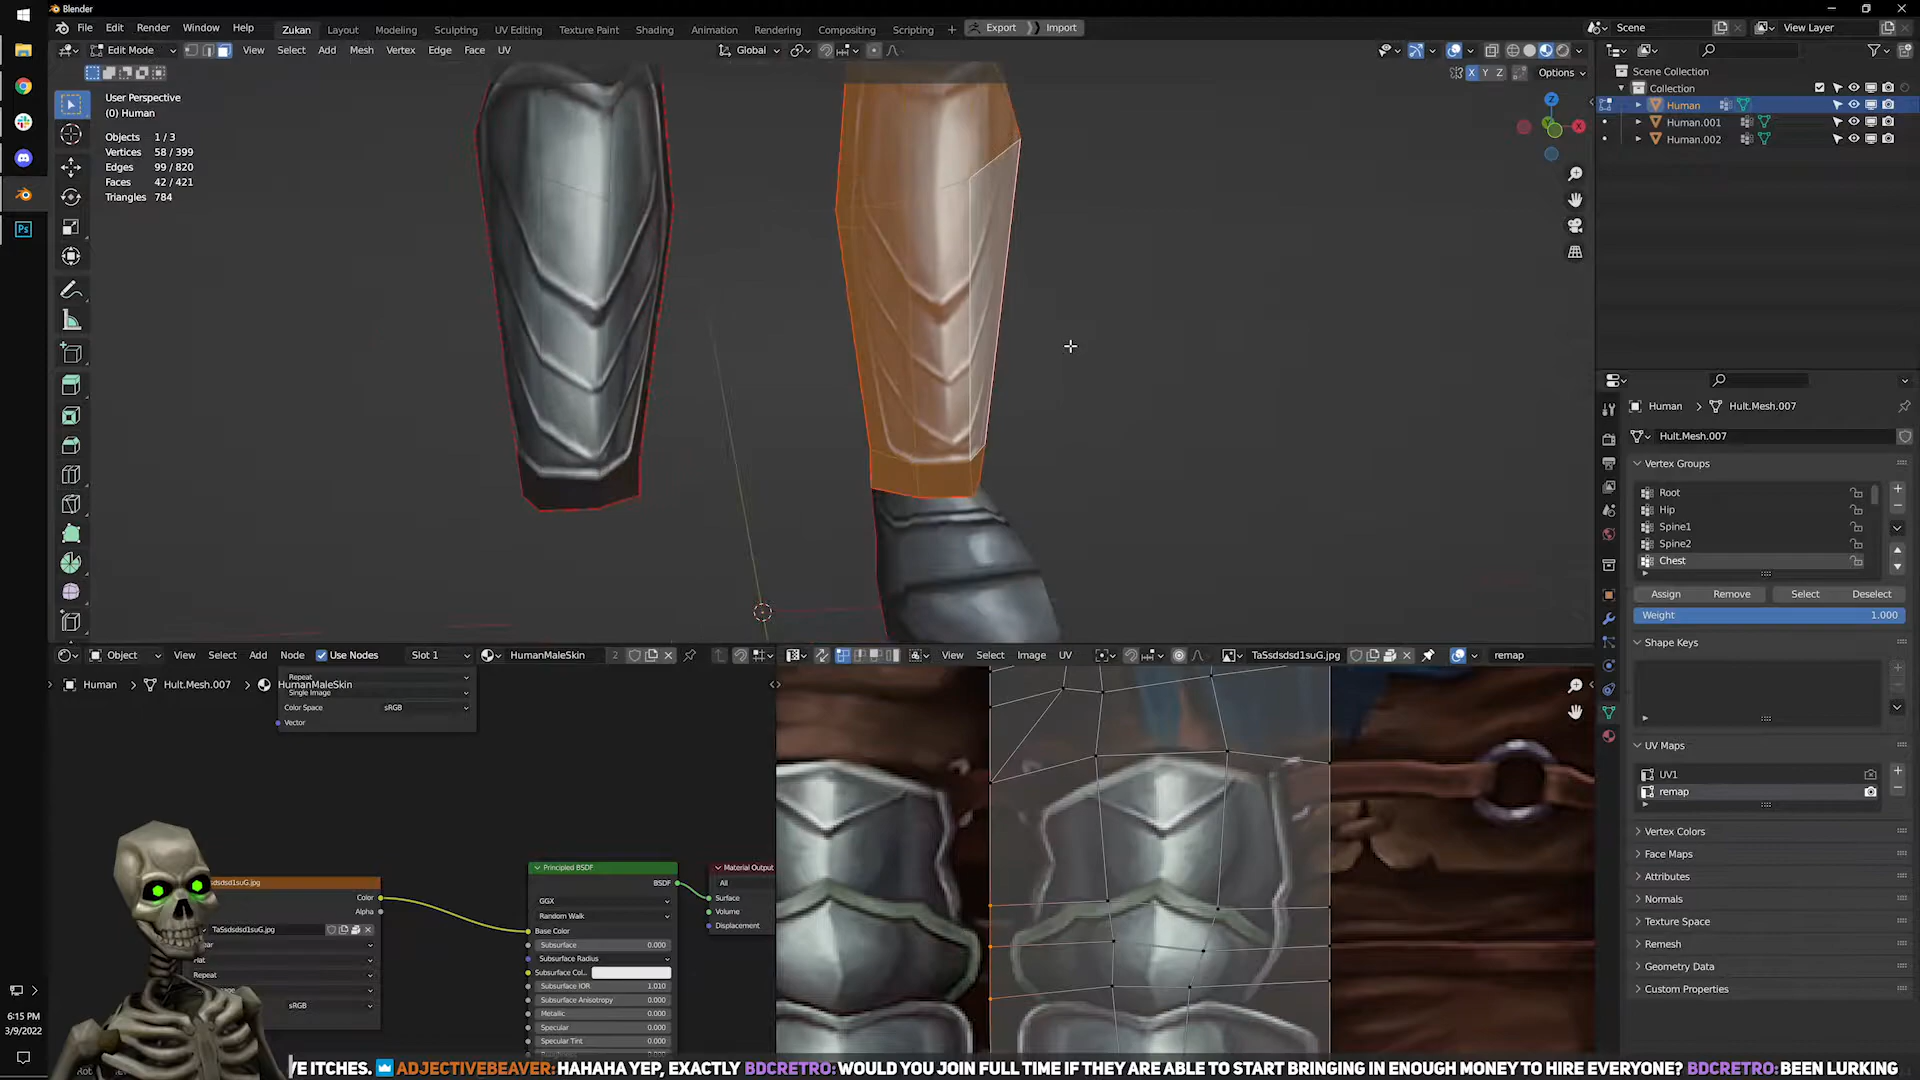 Blender
File Edit Render Window Help Zukan Layout Modeling Sculpting UV Editing Texture Paint Shading Animation Rendering Compositing Scripting Export Import Scene View Layer
Edit Mode View Select Add Mesh Vertex Edge Face UV Global
X Y Z Options
User Perspective
(0) Human
Objects 1 / 3
Vertices 58 / 399
Edges 99 / 820
Faces 42 / 421
Triangles 784
Z
X
Scene Collection
Collection
Human
Human.001
Human.002
Human Hult.Mesh.007
Hult.Mesh.007
Vertex Groups
Root
Hip
Spine1
Spine2
Chest
Assign Remove Select Deselect
Weight 1.000
Shape Keys
UV Maps
UV1
remap
Vertex Colors
Face Maps
Attributes
Normals
Texture Space
Remesh
Geometry Data
Custom Properties
Object View Select Add Node Use Nodes Slot 1 HumanMaleSkin 2
Human Hult.Mesh.007 HumanMaleSkin
Repeat
Single Image
Color Space sRGB
Vector
View Select Image UV TaSsdsdsd1suG.jpg remap
sdsdsd1suG.jpg
Color
Alpha
TaSsdsdsd1suG.jpg
Repeat
sRGB
Principled BSDF
BSDF
GGX
Random Walk
Base Color
Subsurface 0.000
Subsurface Radius
Subsurface Col..
Subsurface IOR 1.010
Subsurface Anisotropy 0.000
Metallic 0.000
Specular 0.000
Specular Tint 0.000
Material Output
All
Surface
Volume
Displacement
6:15 PM
3/9/2022
VE ITCHES. ADJECTIVEBEAVER: HAHAHA YEP, EXACTLY BDCRETRO: WOULD YOU JOIN FULL TIME IF THEY ARE ABLE TO START BRINGING IN ENOUGH MONEY TO HIRE EVERYONE? BDCRETRO: BEEN LURKING